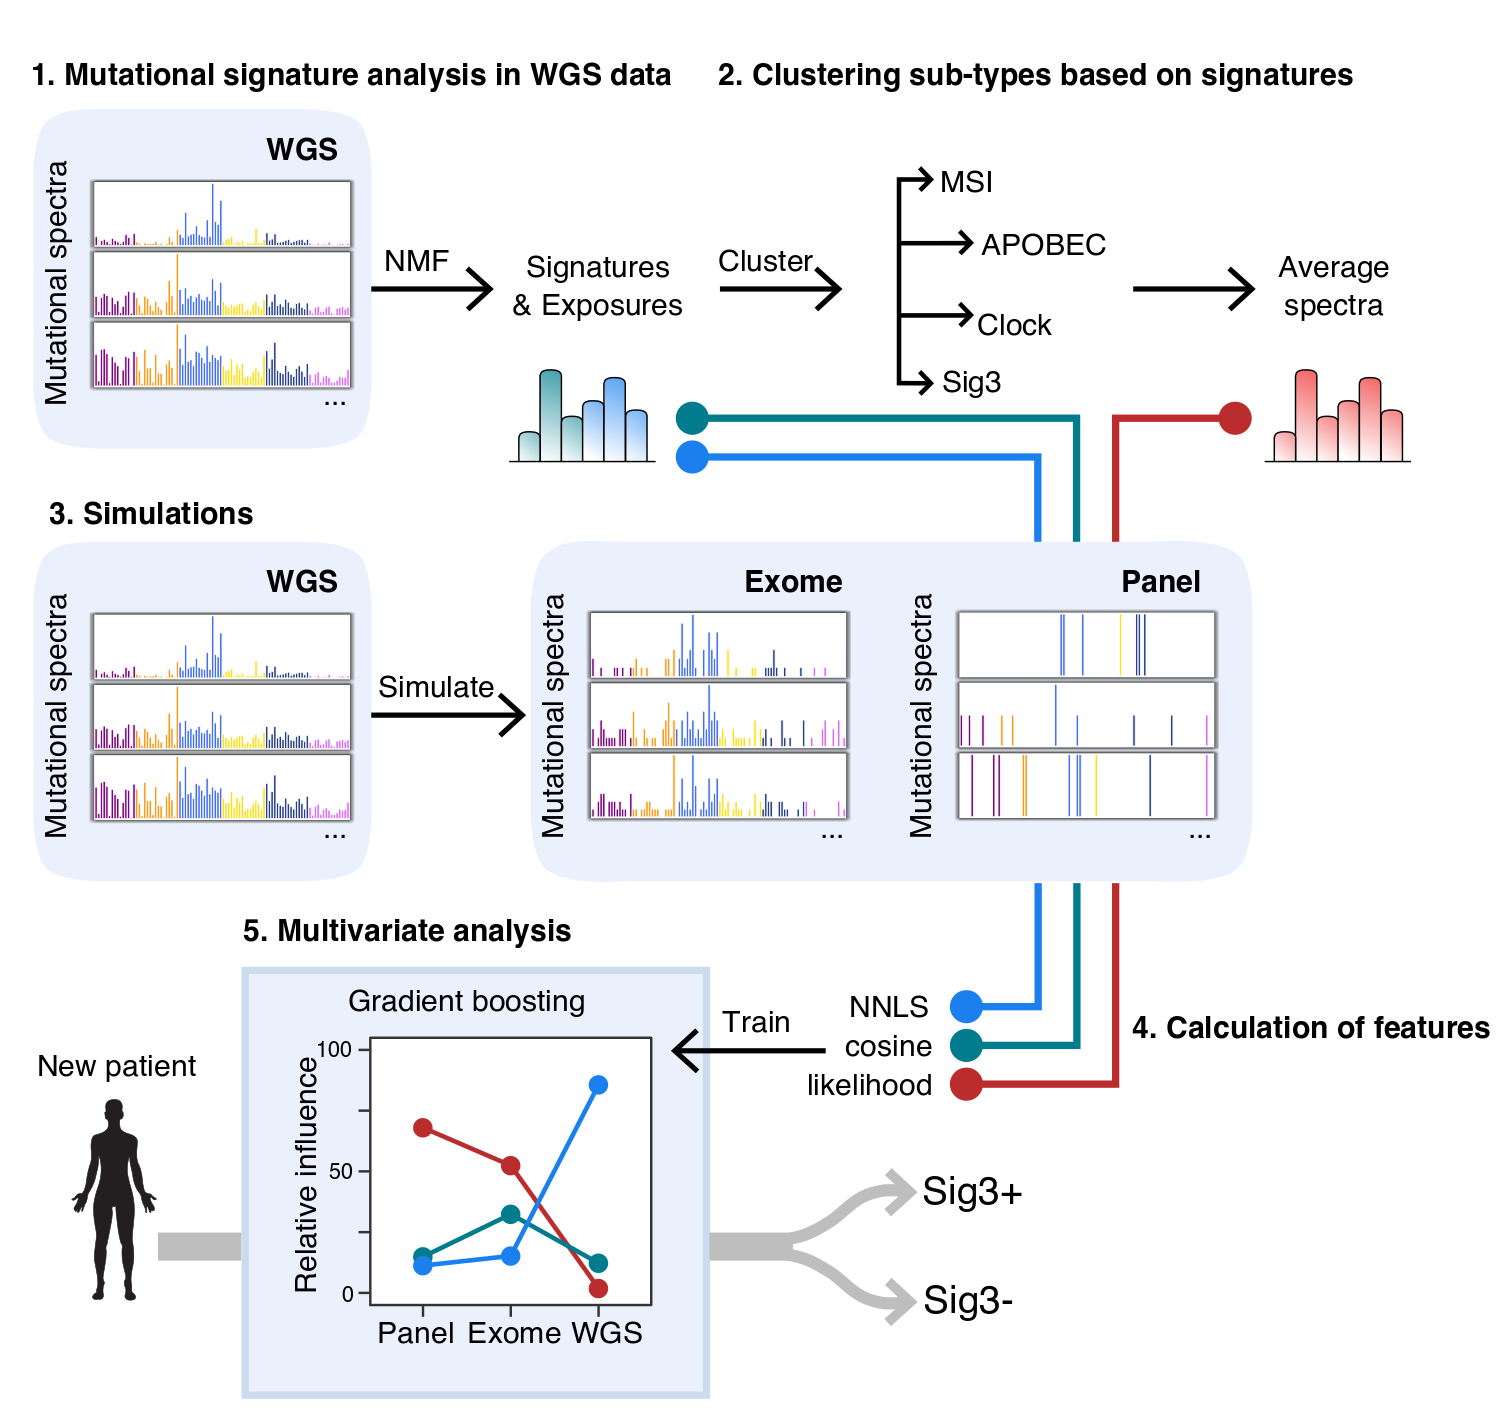 1. Mutational signature analysis in WGS data
2. Clustering sub-types based on signatures
WGS
Mutational spectra
...
NMF
Signatures
& Exposures
Cluster
MSI
APOBEC
Clock
Sig3
Average
spectra
3. Simulations
WGS
Mutational spectra
...
Simulate
Exome
Mutational spectra
...
Panel
Mutational spectra
...
4. Calculation of features
NNLS
cosine
likelihood
Train
5. Multivariate analysis
Gradient boosting
Relative influence
100
50
0
Panel Exome WGS
New patient
Sig3+
Sig3-